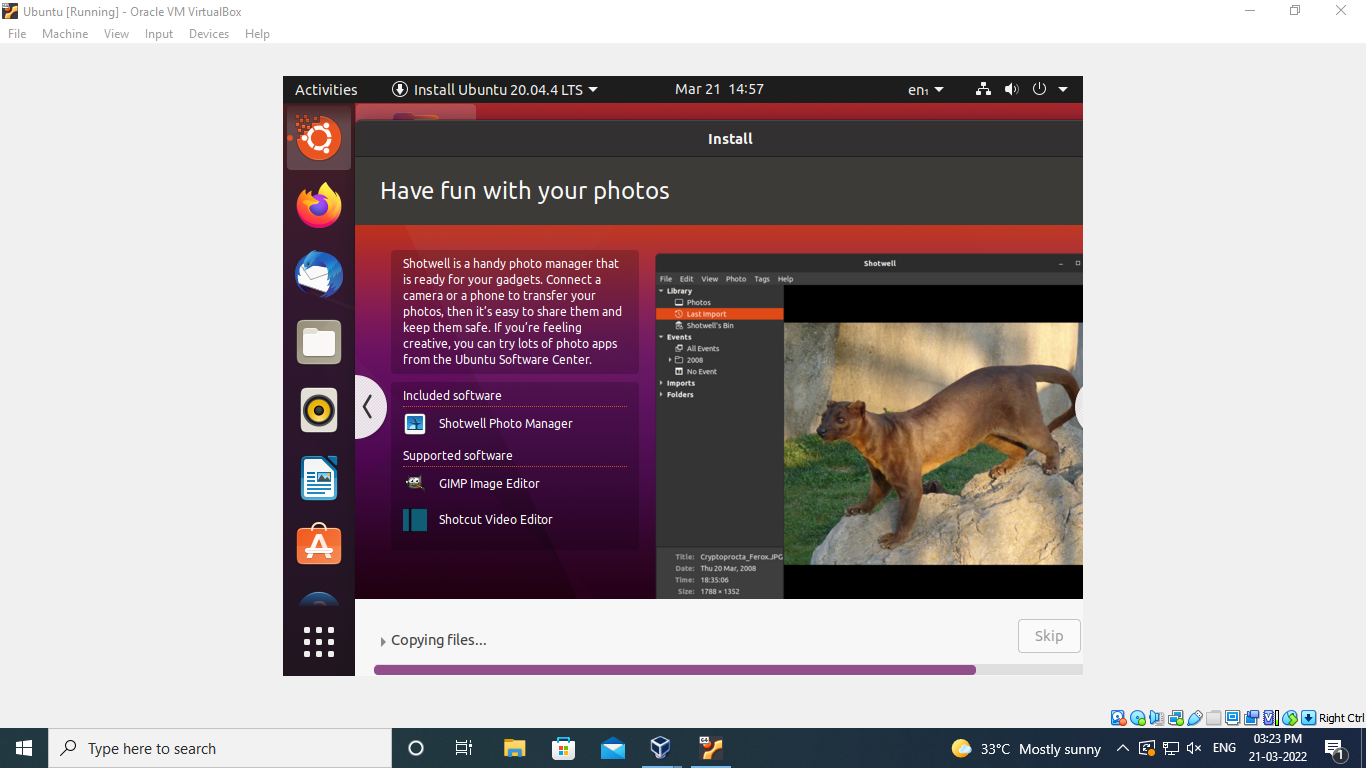 Ubuntu [Running] - Oracle VM VirtualBox
File Machine View Input Devices Help
Activities Install Ubuntu 20.04.4 LTS Mar 21 14:57 en₁
Install
Have fun with your photos
Shotwell is a handy photo manager that
is ready for your gadgets. Connect a
camera or a phone to transfer your
photos, then it's easy to share them and
keep them safe. If you're feeling
creative, you can try lots of photo apps
from the Ubuntu Software Center.
Included software
Shotwell Photo Manager
Supported software
GIMP Image Editor
Shotcut Video Editor
Shotwell
File Edit View Photo Tags Help
Library
Photos
Last Import
Shotwell's Bin
Events
All Events
2008
No Event
Imports
Folders
Title: Cryptoprocta_Ferox.JPG
Date: Thu 20 Mar, 2008
Time: 18:35:06
Size: 1788 × 1352
Copying files...
Skip
Right Ctrl
Type here to search
33°C Mostly sunny
ENG
03:23 PM
21-03-2022
1